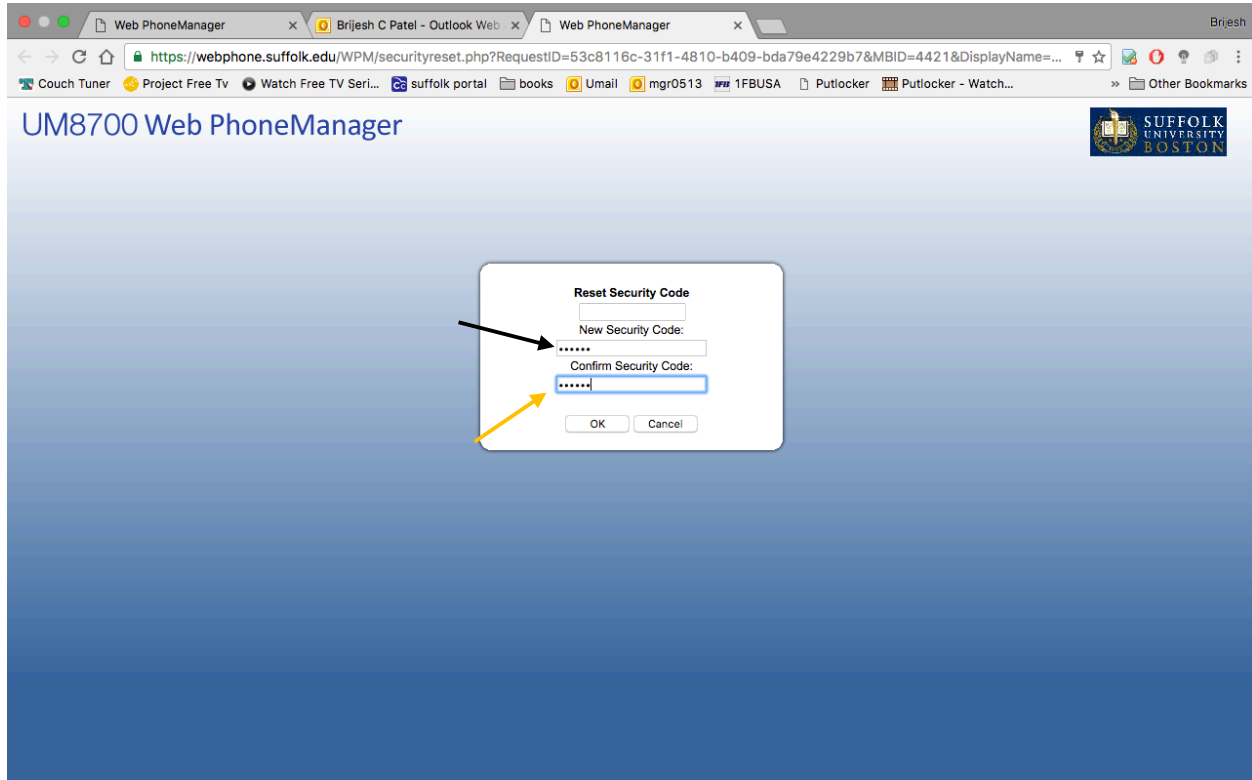 Web PhoneManager
Brijesh C Patel - Outlook Web
Web PhoneManager
Brijesh
https://webphone.suffolk.edu/WPM/securityreset.php?RequestID=53c8116c-31f1-4810-b409-bda79e4229b7&MBID=4421&DisplayName=...
Couch Tuner Project Free Tv Watch Free TV Seri... Cc suffolk portal books O Umail O mgr0513 IFB 1FBUSA Putlocker Putlocker - Watch... » Other Bookmarks
UM8700 Web PhoneManager
SUFFOLK
UNIVERSITY
BOSTON
Reset Security Code
New Security Code:
••••••
Confirm Security Code:
••••••
OK Cancel